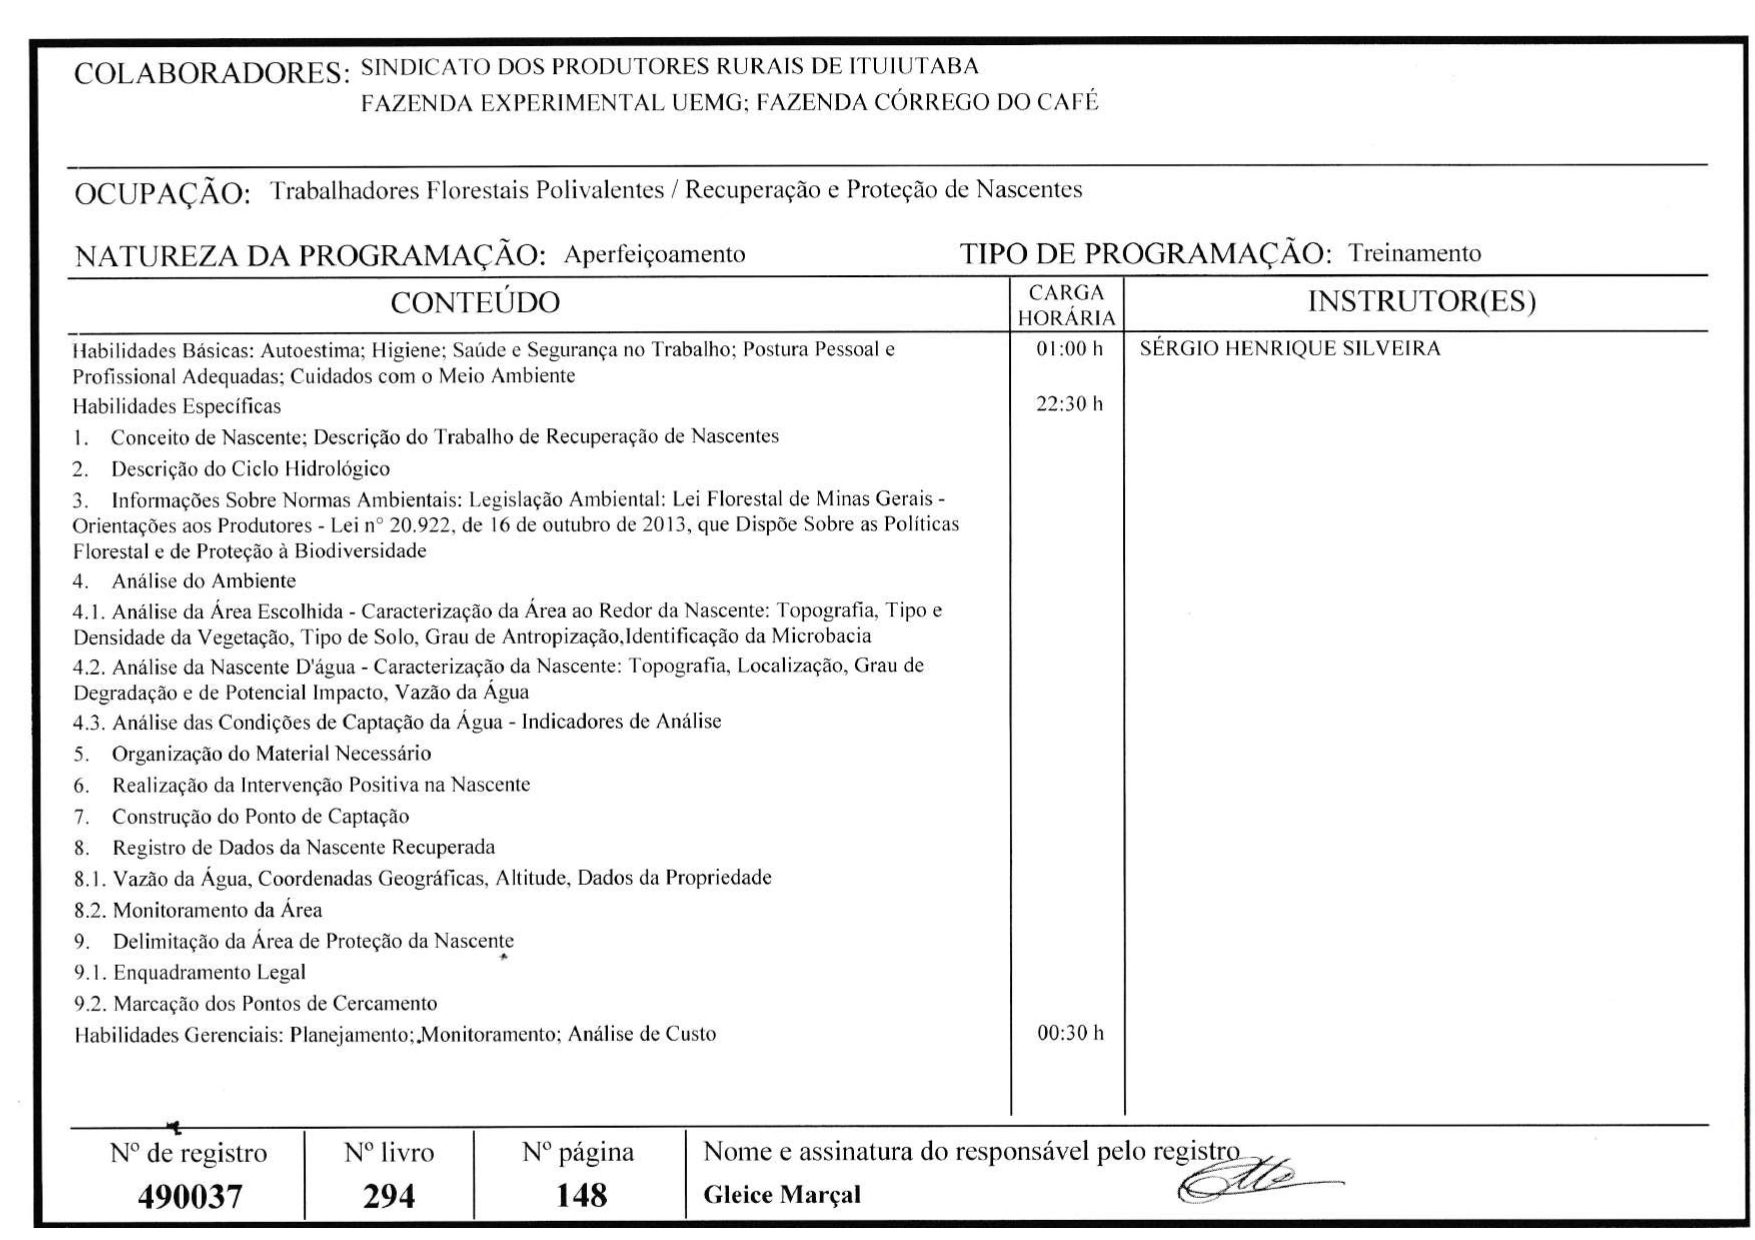 COLABORADORES: SINDICATO DOS PRODUTORES RURAIS DE ITUIUTABA
FAZENDA EXPERIMENTAL UEMG; FAZENDA CÓRREGO DO CAFÉ
OCUPAÇÃO: Trabalhadores Florestais Polivalentes / Recuperação e Proteção de Nascentes
NATUREZA DA PROGRAMAÇÃO: Aperfeiçoamento TIPO DE PROGRAMAÇÃO: Treinamento
CONTEÚDO CARGA HORÁRIA INSTRUTOR(ES)
Habilidades Básicas: Autoestima; Higiene; Saúde e Segurança no Trabalho; Postura Pessoal e 01:00 h SÉRGIO HENRIQUE SILVEIRA
Profissional Adequadas; Cuidados com o Meio Ambiente
Habilidades Específicas 22:30 h
1. Conceito de Nascente; Descrição do Trabalho de Recuperação de Nascentes
2. Descrição do Ciclo Hidrológico
3. Informações Sobre Normas Ambientais: Legislação Ambiental: Lei Florestal de Minas Gerais -
Orientações aos Produtores - Lei n° 20.922, de 16 de outubro de 2013, que Dispõe Sobre as Políticas
Florestal e de Proteção à Biodiversidade
4. Análise do Ambiente
4.1. Análise da Área Escolhida - Caracterização da Área ao Redor da Nascente: Topografia, Tipo e
Densidade da Vegetação, Tipo de Solo, Grau de Antropização,Identificação da Microbacia
4.2. Análise da Nascente D'água - Caracterização da Nascente: Topografia, Localização, Grau de
Degradação e de Potencial Impacto, Vazão da Água
4.3. Análise das Condições de Captação da Água - Indicadores de Análise
5. Organização do Material Necessário
6. Realização da Intervenção Positiva na Nascente
7. Construção do Ponto de Captação
8. Registro de Dados da Nascente Recuperada
8.1. Vazão da Água, Coordenadas Geográficas, Altitude, Dados da Propriedade
8.2. Monitoramento da Área
9. Delimitação da Área de Proteção da Nascente
9.1. Enquadramento Legal
9.2. Marcação dos Pontos de Cercamento
Habilidades Gerenciais: Planejamento; Monitoramento; Análise de Custo 00:30 h
Nº de registro Nº livro Nº página Nome e assinatura do responsável pelo registro
490037 294 148 Gleice Marçal